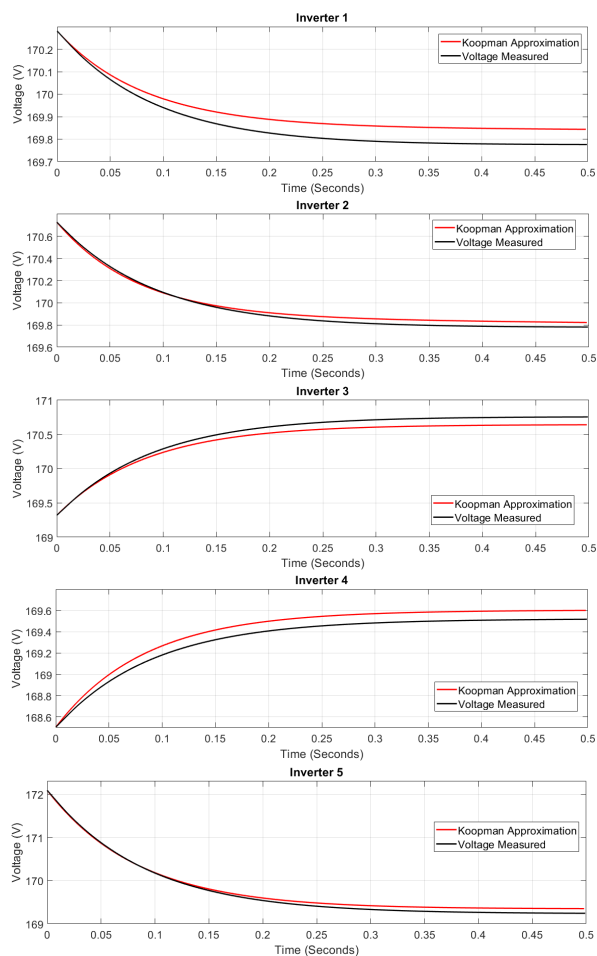 Inverter 1
Voltage (V)
170.2
170.1
170
169.9
169.8
169.7
Koopman Approximation
Voltage Measured
0 0.05 0.1 0.15 0.2 0.25 0.3 0.35 0.4 0.45 0.5
Time (Seconds)
Inverter 2
Voltage (V)
170.6
170.4
170.2
170
169.8
169.6
Koopman Approximation
Voltage Measured
0 0.05 0.1 0.15 0.2 0.25 0.3 0.35 0.4 0.45 0.5
Time (Seconds)
Inverter 3
Voltage (V)
171
170.5
170
169.5
169
Koopman Approximation
Voltage Measured
0 0.05 0.1 0.15 0.2 0.25 0.3 0.35 0.4 0.45 0.5
Time (Seconds)
Inverter 4
Voltage (V)
169.6
169.4
169.2
169
168.8
168.6
Koopman Approximation
Voltage Measured
0 0.05 0.1 0.15 0.2 0.25 0.3 0.35 0.4 0.45 0.5
Time (Seconds)
Inverter 5
Voltage (V)
172
171
170
169
Koopman Approximation
Voltage Measured
0 0.05 0.1 0.15 0.2 0.25 0.3 0.35 0.4 0.45 0.5
Time (Seconds)